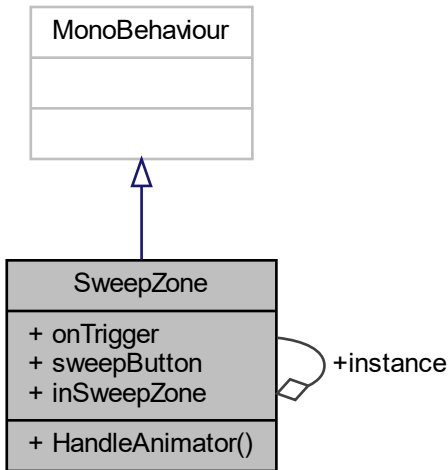 MonoBehaviour
SweepZone
+ onTrigger
+ sweepButton
+ inSweepZone
+instance
+ HandleAnimator()